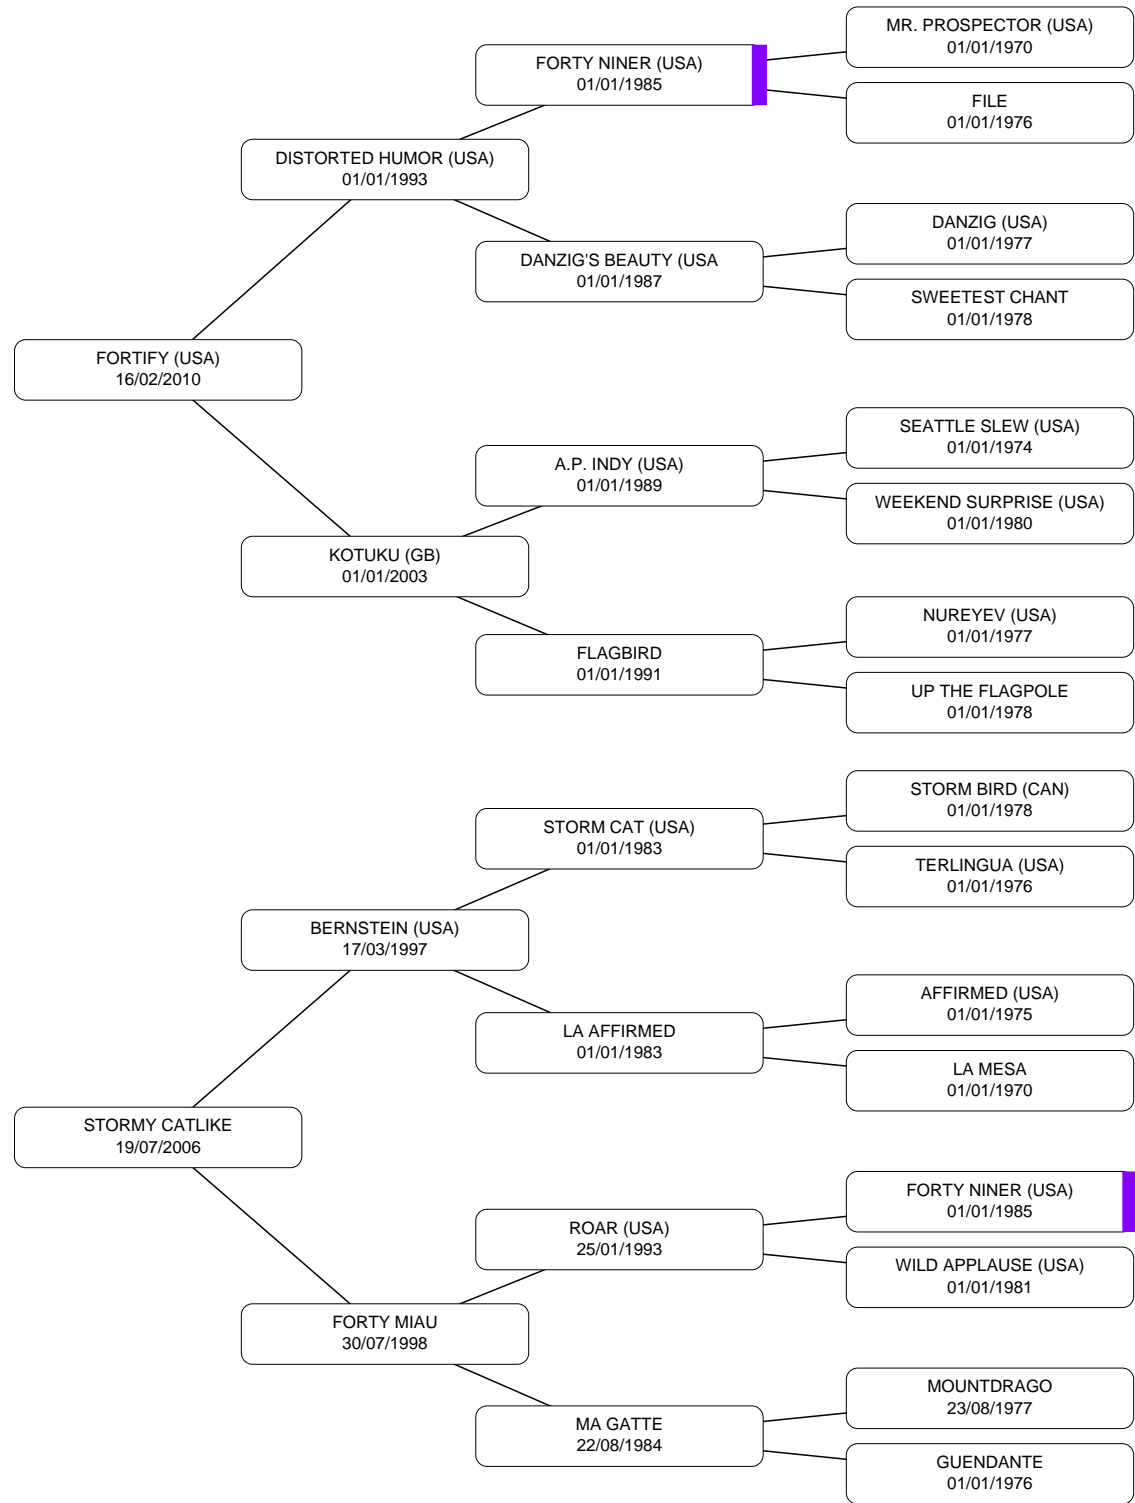 MR. PROSPECTOR (USA)
01/01/1970
FORTY NINER (USA)
01/01/1985
FILE
01/01/1976
DISTORTED HUMOR (USA)
01/01/1993
DANZIG (USA)
01/01/1977
DANZIG'S BEAUTY (USA
01/01/1987
SWEETEST CHANT
01/01/1978
FORTIFY (USA)
16/02/2010
SEATTLE SLEW (USA)
01/01/1974
A.P. INDY (USA)
01/01/1989
WEEKEND SURPRISE (USA)
01/01/1980
KOTUKU (GB)
01/01/2003
NUREYEV (USA)
01/01/1977
FLAGBIRD
01/01/1991
UP THE FLAGPOLE
01/01/1978
STORM BIRD (CAN)
01/01/1978
STORM CAT (USA)
01/01/1983
TERLINGUA (USA)
01/01/1976
BERNSTEIN (USA)
17/03/1997
AFFIRMED (USA)
01/01/1975
LA AFFIRMED
01/01/1983
LA MESA
01/01/1970
STORMY CATLIKE
19/07/2006
FORTY NINER (USA)
01/01/1985
ROAR (USA)
25/01/1993
WILD APPLAUSE (USA)
01/01/1981
FORTY MIAU
30/07/1998
MOUNTDRAGO
23/08/1977
MA GATTE
22/08/1984
GUENDANTE
01/01/1976